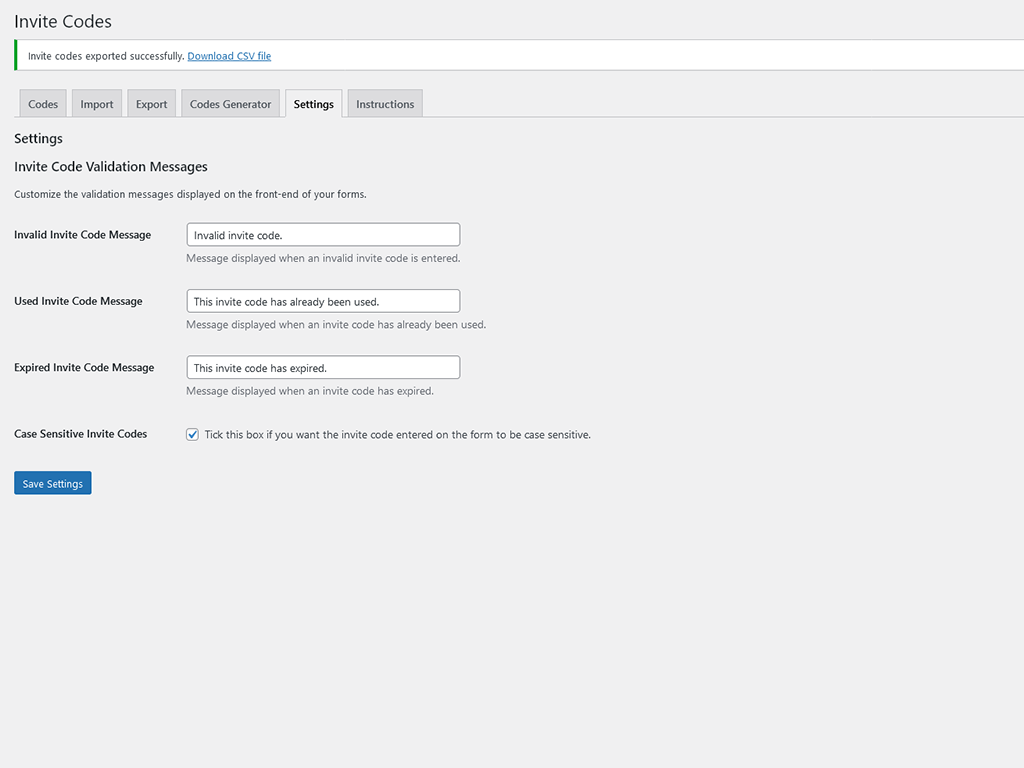 Invite Codes
Invite codes exported successfully. Download CSV file
Codes Import Export Codes Generator Settings Instructions
Settings
Invite Code Validation Messages
Customize the validation messages displayed on the front-end of your forms.
Invalid Invite Code Message Invalid invite code.
Message displayed when an invalid invite code is entered.
Used Invite Code Message This invite code has already been used.
Message displayed when an invite code has already been used.
Expired Invite Code Message This invite code has expired.
Message displayed when an invite code has expired.
Case Sensitive Invite Codes Tick this box if you want the invite code entered on the form to be case sensitive.
Save Settings